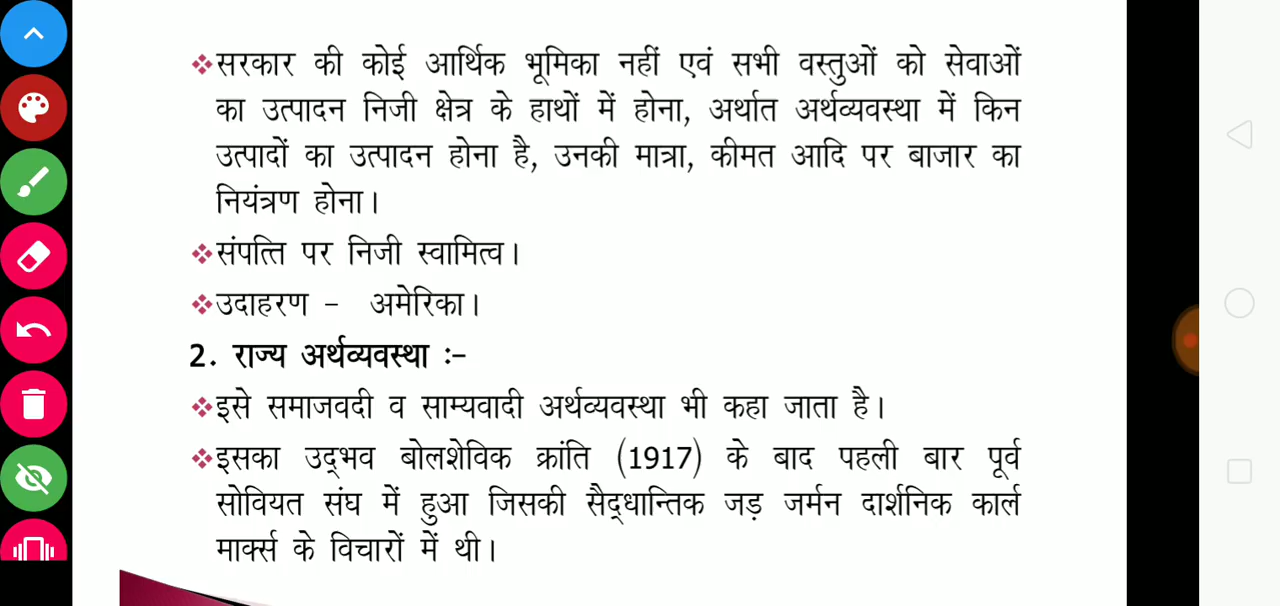 ❖सरकार की कोई आर्थिक भूमिका नहीं एवं सभी वस्तुओं को सेवाओं
का उत्पादन निजी क्षेत्र के हाथों में होना, अर्थात अर्थव्यवस्था में किन
उत्पादों का उत्पादन होना है, उनकी मात्रा, कीमत आदि पर बाजार का
नियंत्रण होना।
❖संपत्ति पर निजी स्वामित्व।
❖उदाहरण – अमेरिका।
2. राज्य अर्थव्यवस्था :–
❖इसे समाजवदी व साम्यवादी अर्थव्यवस्था भी कहा जाता है।
❖इसका उद्‌भव बोलशेविक क्रांति (1917) के बाद पहली बार पूर्व
सोवियत संघ में हुआ जिसकी सैद्‌धान्तिक जड़ जर्मन दार्शनिक कार्ल
मार्क्स के विचारों में थी।